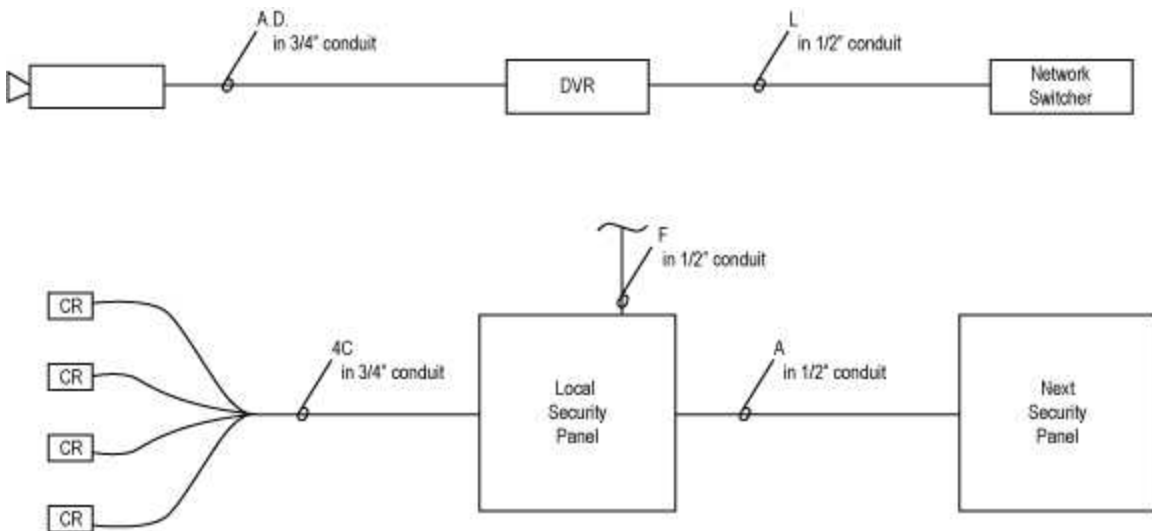 A D.
in 3/4" conduit
L
in 1/2" conduit
DVR
Network
Switcher
F
in 1/2" conduit
CR
4C
in 3/4" conduit
A
in 1/2" conduit
CR
Local
Security
Panel
Next
Security
Panel
CR
CR